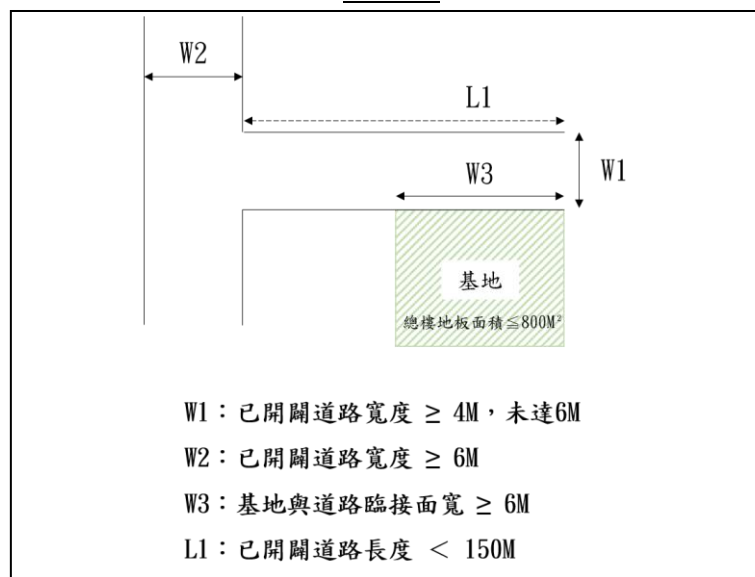 W2
L1
W3
W1
基地
總樓地板面積≦800M²
W1：已開闢道路寬度 ≥ 4M，未達6M
W2：已開闢道路寬度 ≥ 6M
W3：基地與道路臨接面寬 ≥ 6M
L1：已開闢道路長度 < 150M